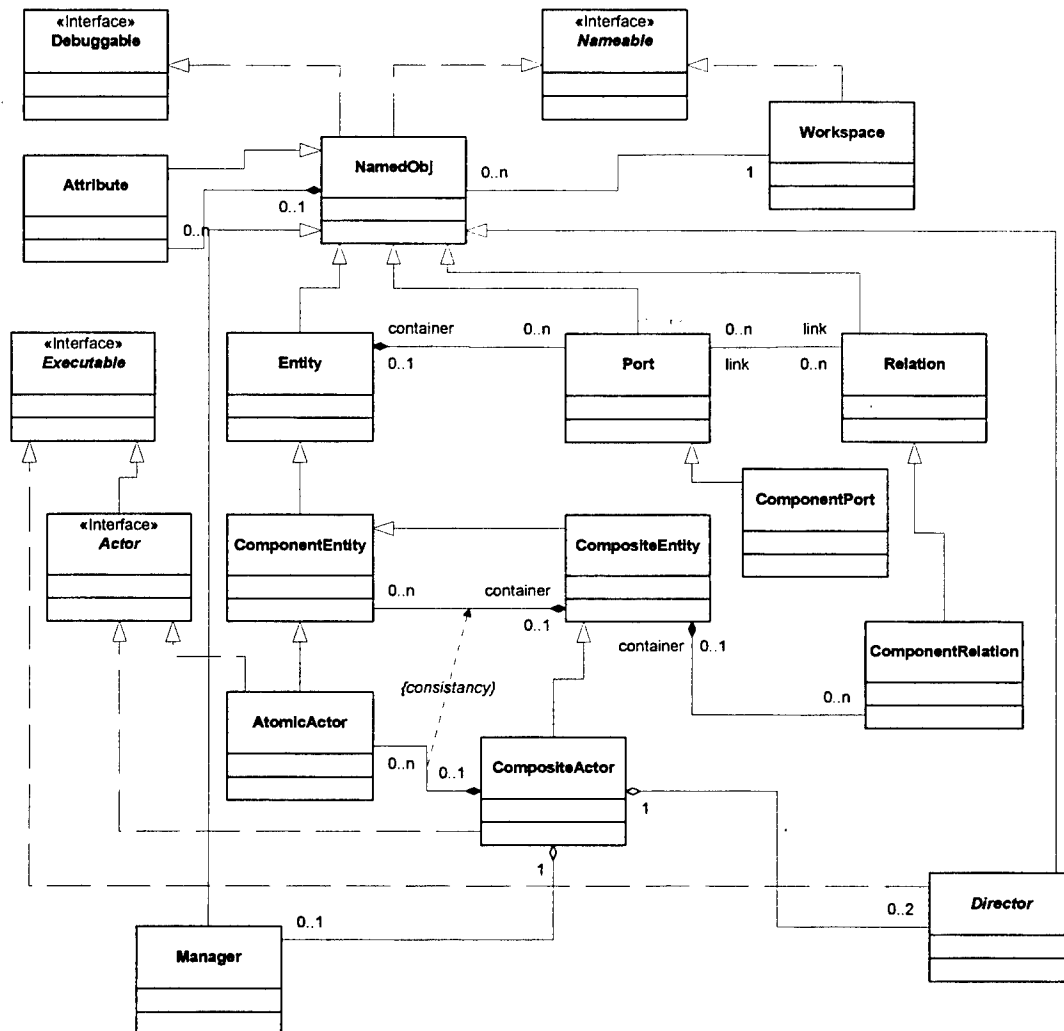 «Interface»
Debuggable
«Interface»
Nameable
Workspace
NamedObj
Attribute
0..n
1
0..1
0..n
container
0..n
0..n
link
«Interface»
Executable
Entity
0..1
Port
link
0..n
Relation
ComponentPort
«Interface»
Actor
ComponentEntity
CompositeEntity
0..n
container
0..1
container
0..1
ComponentRelation
{consistancy)
0..n
AtomicActor
0..n
0..1
CompositeActor
1
1
0..2
Director
0..1
Manager